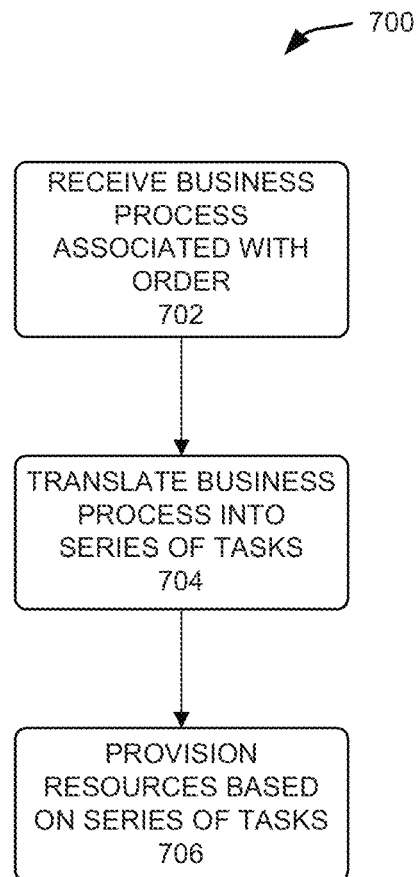 700
RECEIVE BUSINESS
PROCESS
ASSOCIATED WITH
ORDER
702
TRANSLATE BUSINESS
PROCESS INTO
SERIES OF TASKS
704
PROVISION
RESOURCES BASED
ON SERIES OF TASKS
706